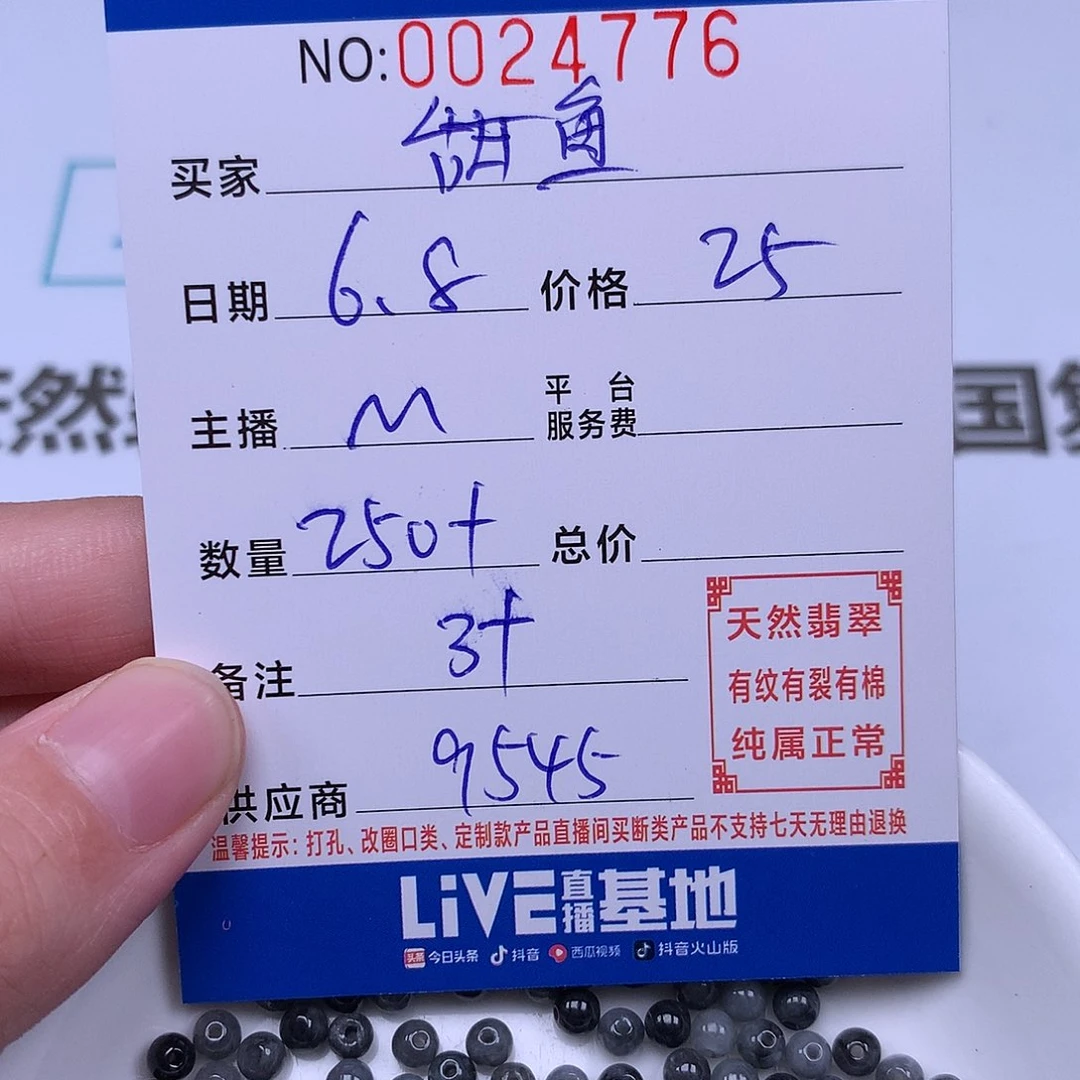 NO:0024776
买家 甜鱼
日期 6.8 价格 25
主播 M 平台服务费
数量 250+ 总价
备注 3+
供应商 9545
天然翡翠
有纹有裂有棉
纯属正常
温馨提示：打孔、改圈口类、定制款产品直播间买断类产品不支持七天无理由退换
LiVE直播基地
头条 今日头条 抖音 西瓜视频 抖音火山版
然
国